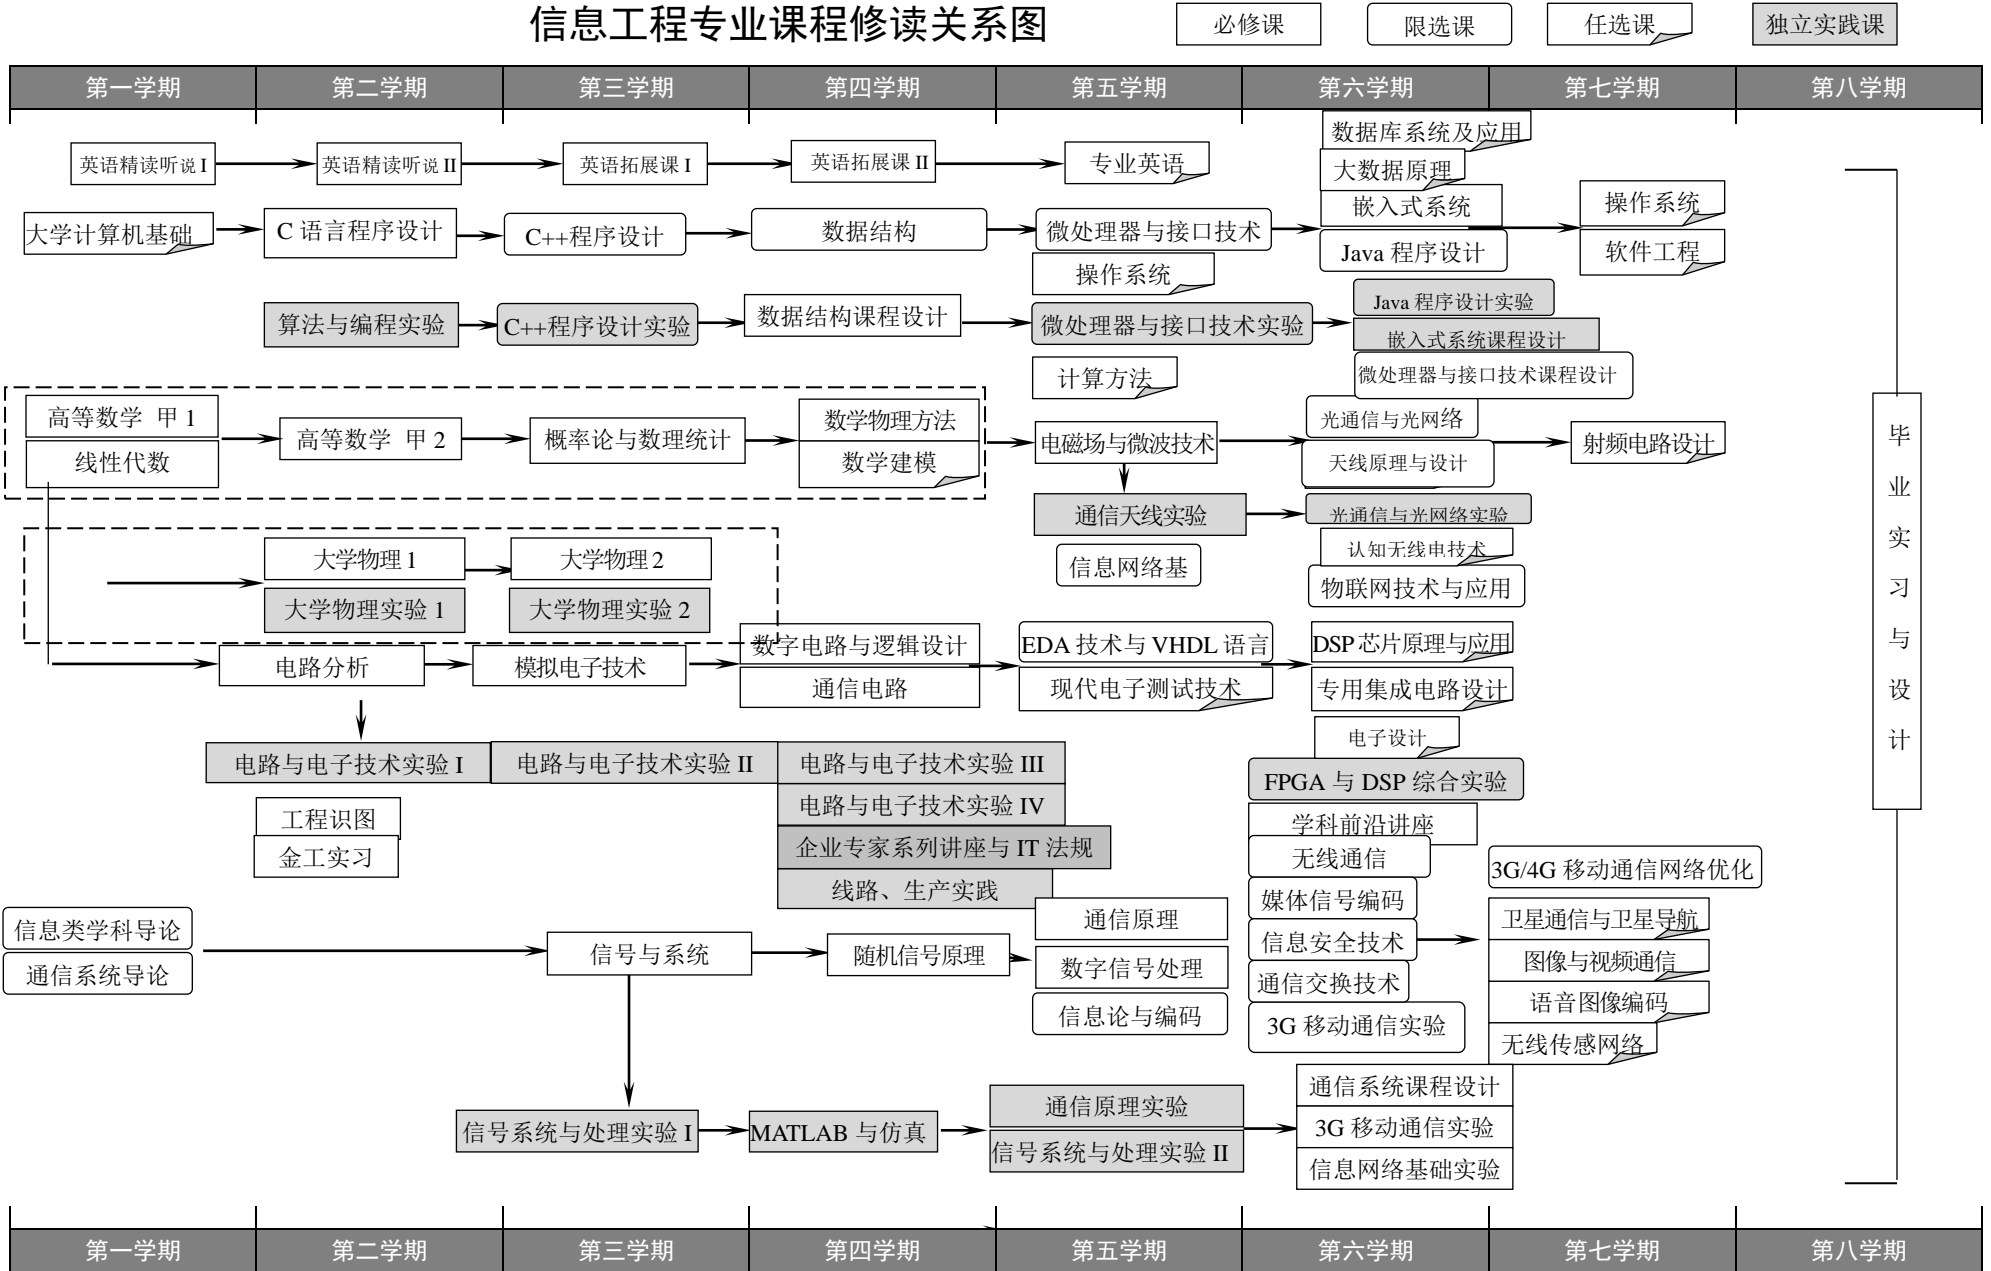 信息工程专业课程修读关系图
必修课
限选课
任选课
独立实践课
第一学期
第二学期
第三学期
第四学期
第五学期
第六学期
第七学期
第八学期
英语精读听说 I
英语精读听说 II
英语拓展课 I
英语拓展课 II
专业英语
数据库系统及应用
大数据原理
嵌入式系统
Java 程序设计
操作系统
软件工程
大学计算机基础
C 语言程序设计
C++程序设计
数据结构
微处理器与接口技术
操作系统
算法与编程实验
C++程序设计实验
数据结构课程设计
微处理器与接口技术实验
Java 程序设计实验
嵌入式系统课程设计
微处理器与接口技术课程设计
计算方法
高等数学 甲 1
线性代数
高等数学 甲 2
概率论与数理统计
数学物理方法
数学建模
电磁场与微波技术
光通信与光网络
天线原理与设计
射频电路设计
通信天线实验
光通信与光网络实验
信息网络基
认知无线电技术
物联网技术与应用
大学物理 1
大学物理 2
大学物理实验 1
大学物理实验 2
电路分析
模拟电子技术
数字电路与逻辑设计
通信电路
EDA 技术与 VHDL 语言
现代电子测试技术
DSP 芯片原理与应用
专用集成电路设计
电子设计
电路与电子技术实验 I
电路与电子技术实验 II
电路与电子技术实验 III
电路与电子技术实验 IV
企业专家系列讲座与 IT 法规
线路、生产实践
FPGA 与 DSP 综合实验
学科前沿讲座
工程识图
金工实习
无线通信
媒体信号编码
信息安全技术
通信交换技术
3G 移动通信实验
3G/4G 移动通信网络优化
卫星通信与卫星导航
图像与视频通信
语音图像编码
无线传感网络
信息类学科导论
通信系统导论
信号与系统
随机信号原理
通信原理
数字信号处理
信息论与编码
信号系统与处理实验 I
MATLAB 与仿真
通信原理实验
信号系统与处理实验 II
通信系统课程设计
3G 移动通信实验
信息网络基础实验
毕业实习与设计
第一学期
第二学期
第三学期
第四学期
第五学期
第六学期
第七学期
第八学期